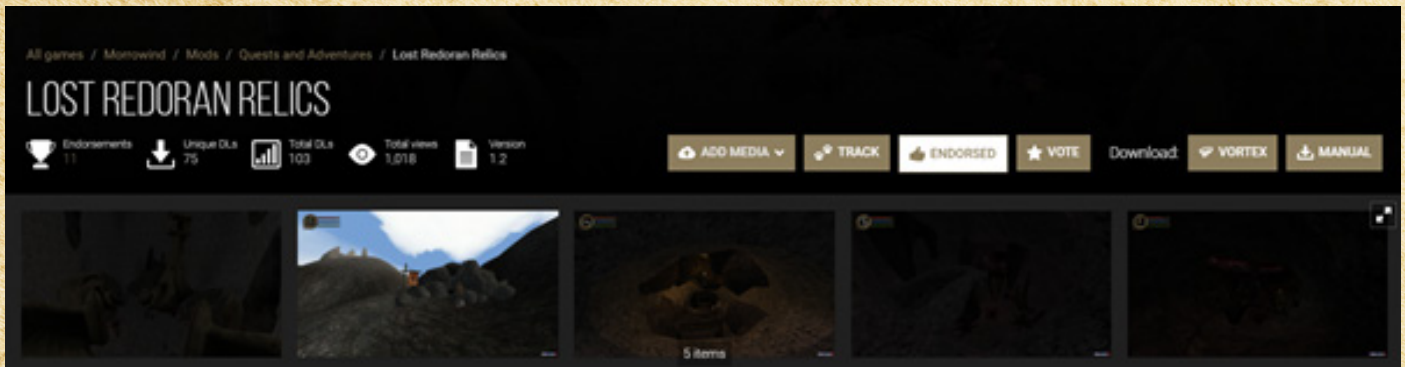 All games / Morrowind / Mods / Quests and Adventures / Lost Redoran Relics
LOST REDORAN RELICS
Endorsements
11
Unique DLs
75
Total DLs
103
Total views
1,018
Version
1.2
ADD MEDIA
TRACK
ENDORSED
VOTE
Download:
VORTEX
MANUAL
5 items